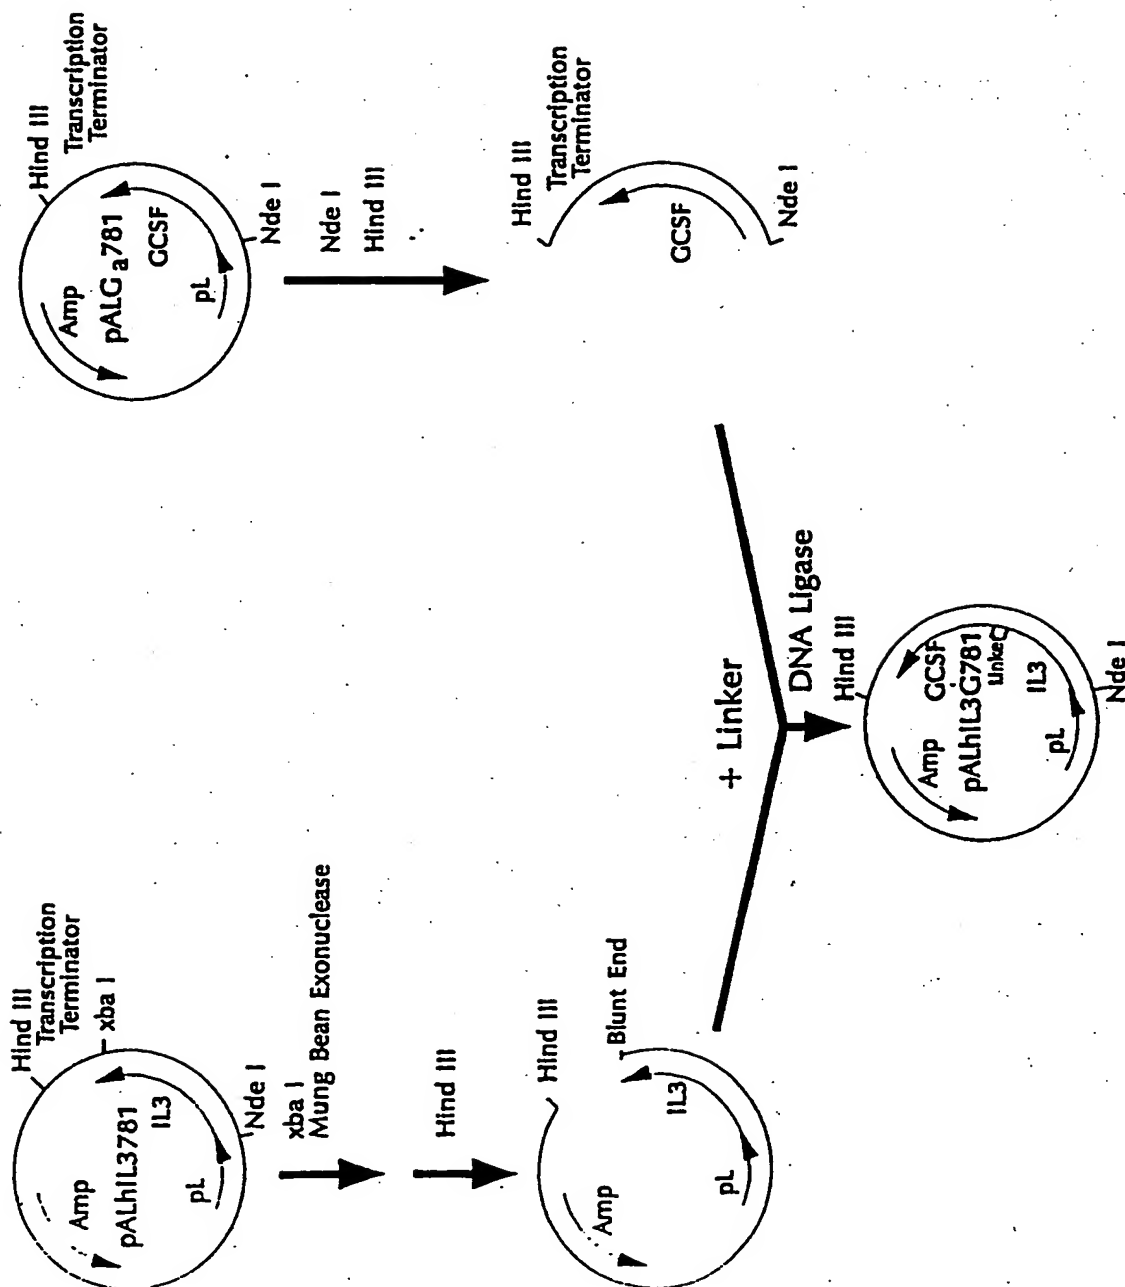 Hind III
Transcription
Terminator
xba I
Amp
pALhIL3781
IL3
pL
Nde I
xba I
Mung Bean Exonuclease
Hind III
Hind III
Blunt End
Amp
IL3
pL
Hind III
Transcription
Terminator
Amp
pALGa781
GCSF
pL
Nde I
Nde I
Hind III
Hind III
Transcription
Terminator
GCSF
Nde I
+ Linker
DNA Ligase
Hind III
Amp GCSF
pALhIL3G781
Linker
IL3
pL
Nde I